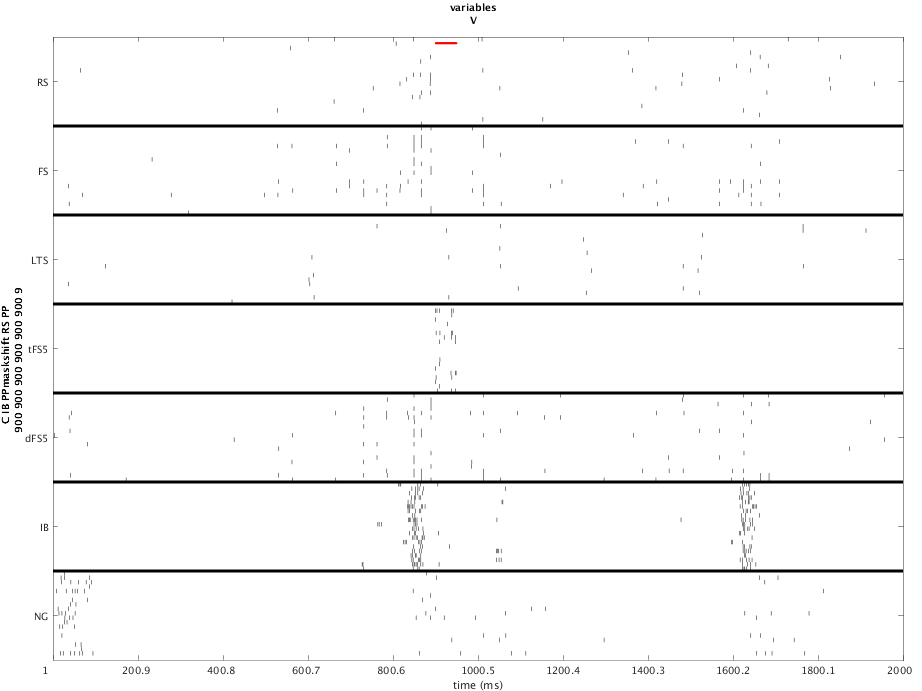 variables
V
RS
FS
LTS
tFS5
dFS5
IB
NG
C IB PPmaskshift RS PP
900 900 900 900 900 900 9
1 200.9 400.8 600.7 800.6 1000.5 1200.4 1400.3 1600.2 1800.1 2000
time (ms)